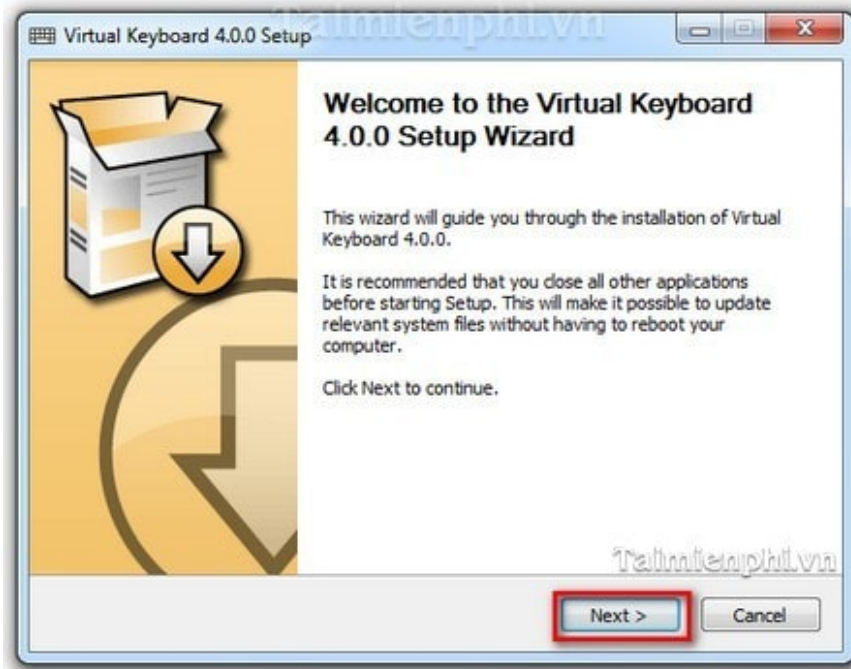 Taimienphi.vn
Virtual Keyboard 4.0.0 Setup
Welcome to the Virtual Keyboard
4.0.0 Setup Wizard
This wizard will guide you through the installation of Virtual
Keyboard 4.0.0.
It is recommended that you close all other applications
before starting Setup. This will make it possible to update
relevant system files without having to reboot your
computer.
Click Next to continue.
Taimienphi.vn
Next >
Cancel